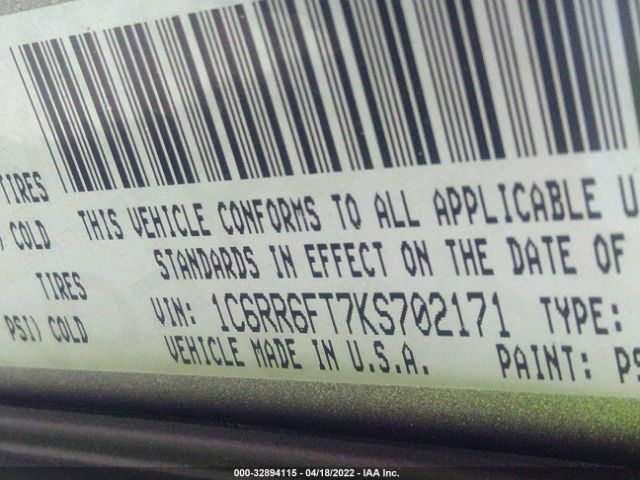 TIRES
COLD
THIS VEHICLE CONFORMS TO ALL APPLICABLE U
STANDARDS IN EFFECT ON THE DATE OF
TIRES
VIN: 1C6RR6FT7KS702171 TYPE:
PSI) COLD
VEHICLE MADE IN U.S.A. PAINT: PS
000-32894115 - 04/18/2022 - IAA Inc.